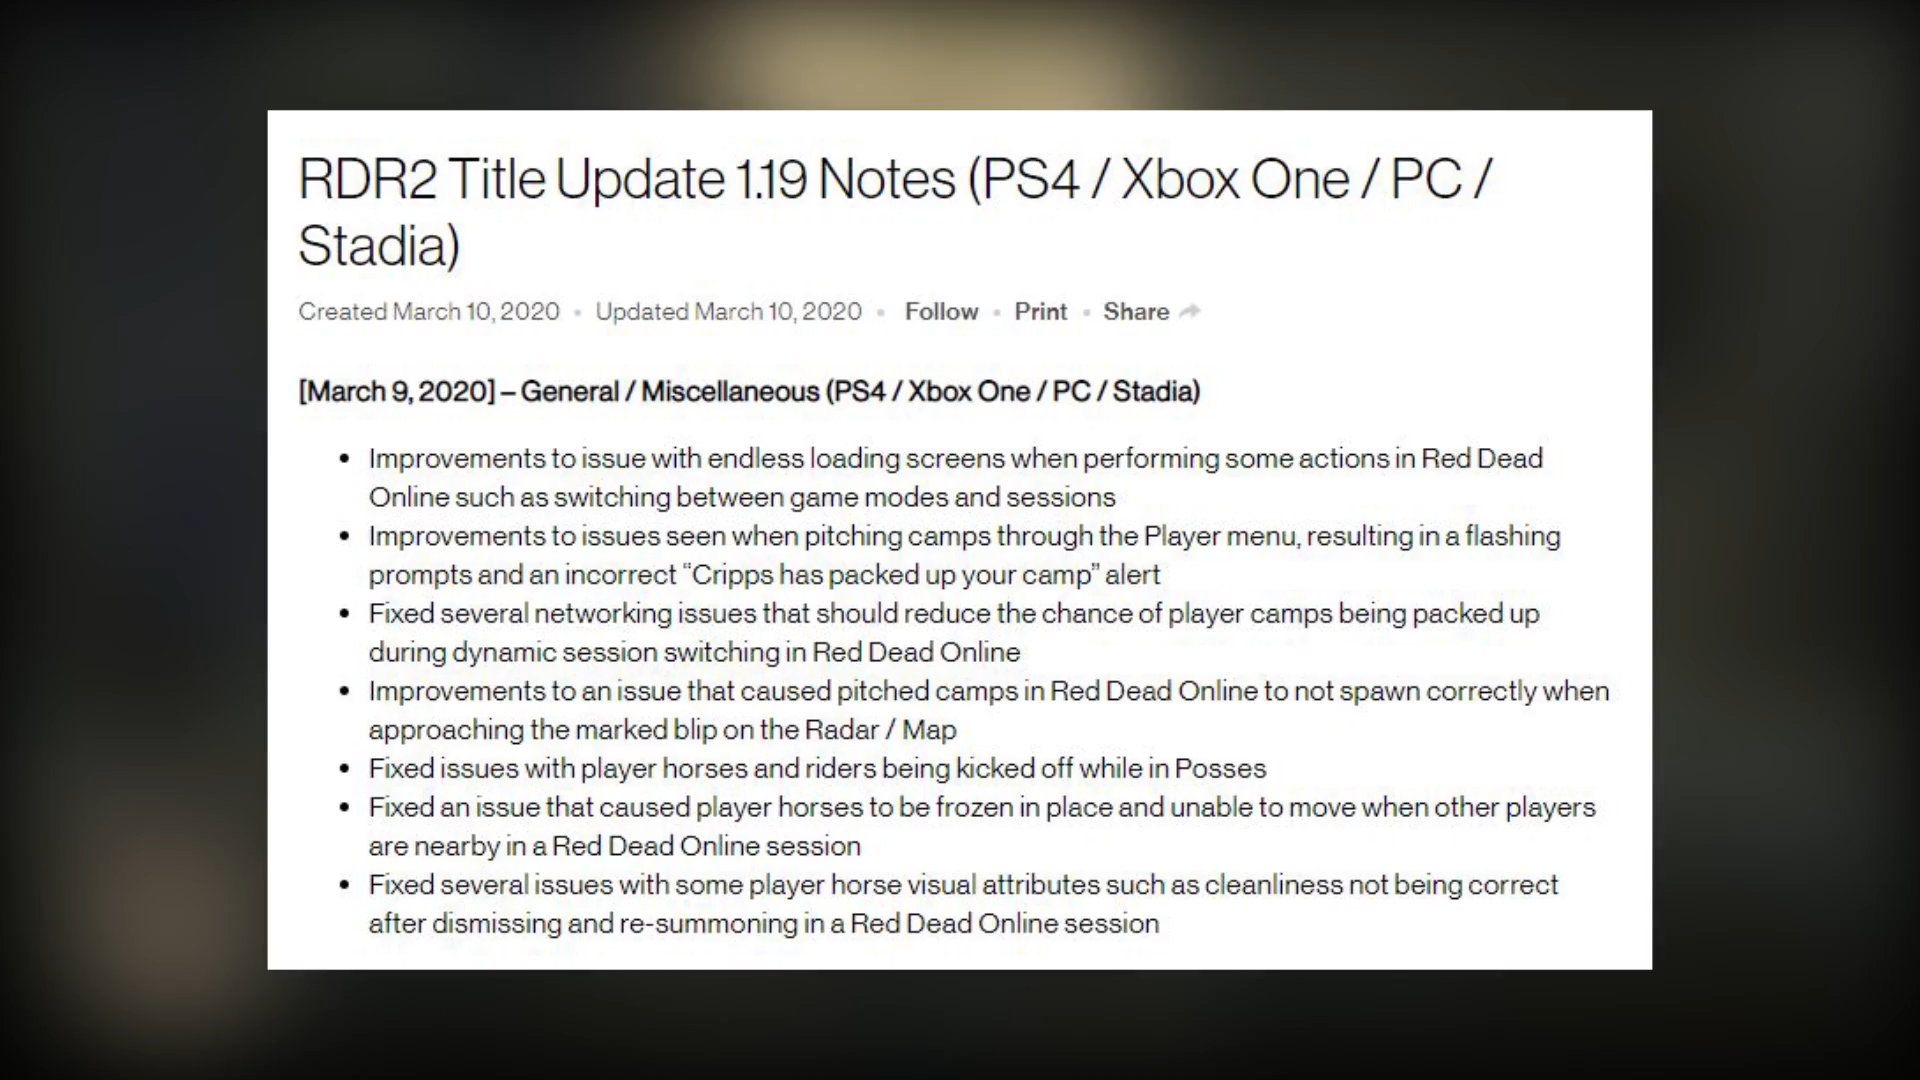 RDR2 Title Update 1.19 Notes (PS4 / Xbox One / PC /
Stadia)
Created March 10, 2020 • Updated March 10, 2020 • Follow • Print • Share
[March 9, 2020] – General / Miscellaneous (PS4 / Xbox One / PC / Stadia)
• Improvements to issue with endless loading screens when performing some actions in Red Dead
Online such as switching between game modes and sessions
• Improvements to issues seen when pitching camps through the Player menu, resulting in a flashing
prompts and an incorrect “Cripps has packed up your camp” alert
• Fixed several networking issues that should reduce the chance of player camps being packed up
during dynamic session switching in Red Dead Online
• Improvements to an issue that caused pitched camps in Red Dead Online to not spawn correctly when
approaching the marked blip on the Radar / Map
• Fixed issues with player horses and riders being kicked off while in Posses
• Fixed an issue that caused player horses to be frozen in place and unable to move when other players
are nearby in a Red Dead Online session
• Fixed several issues with some player horse visual attributes such as cleanliness not being correct
after dismissing and re-summoning in a Red Dead Online session